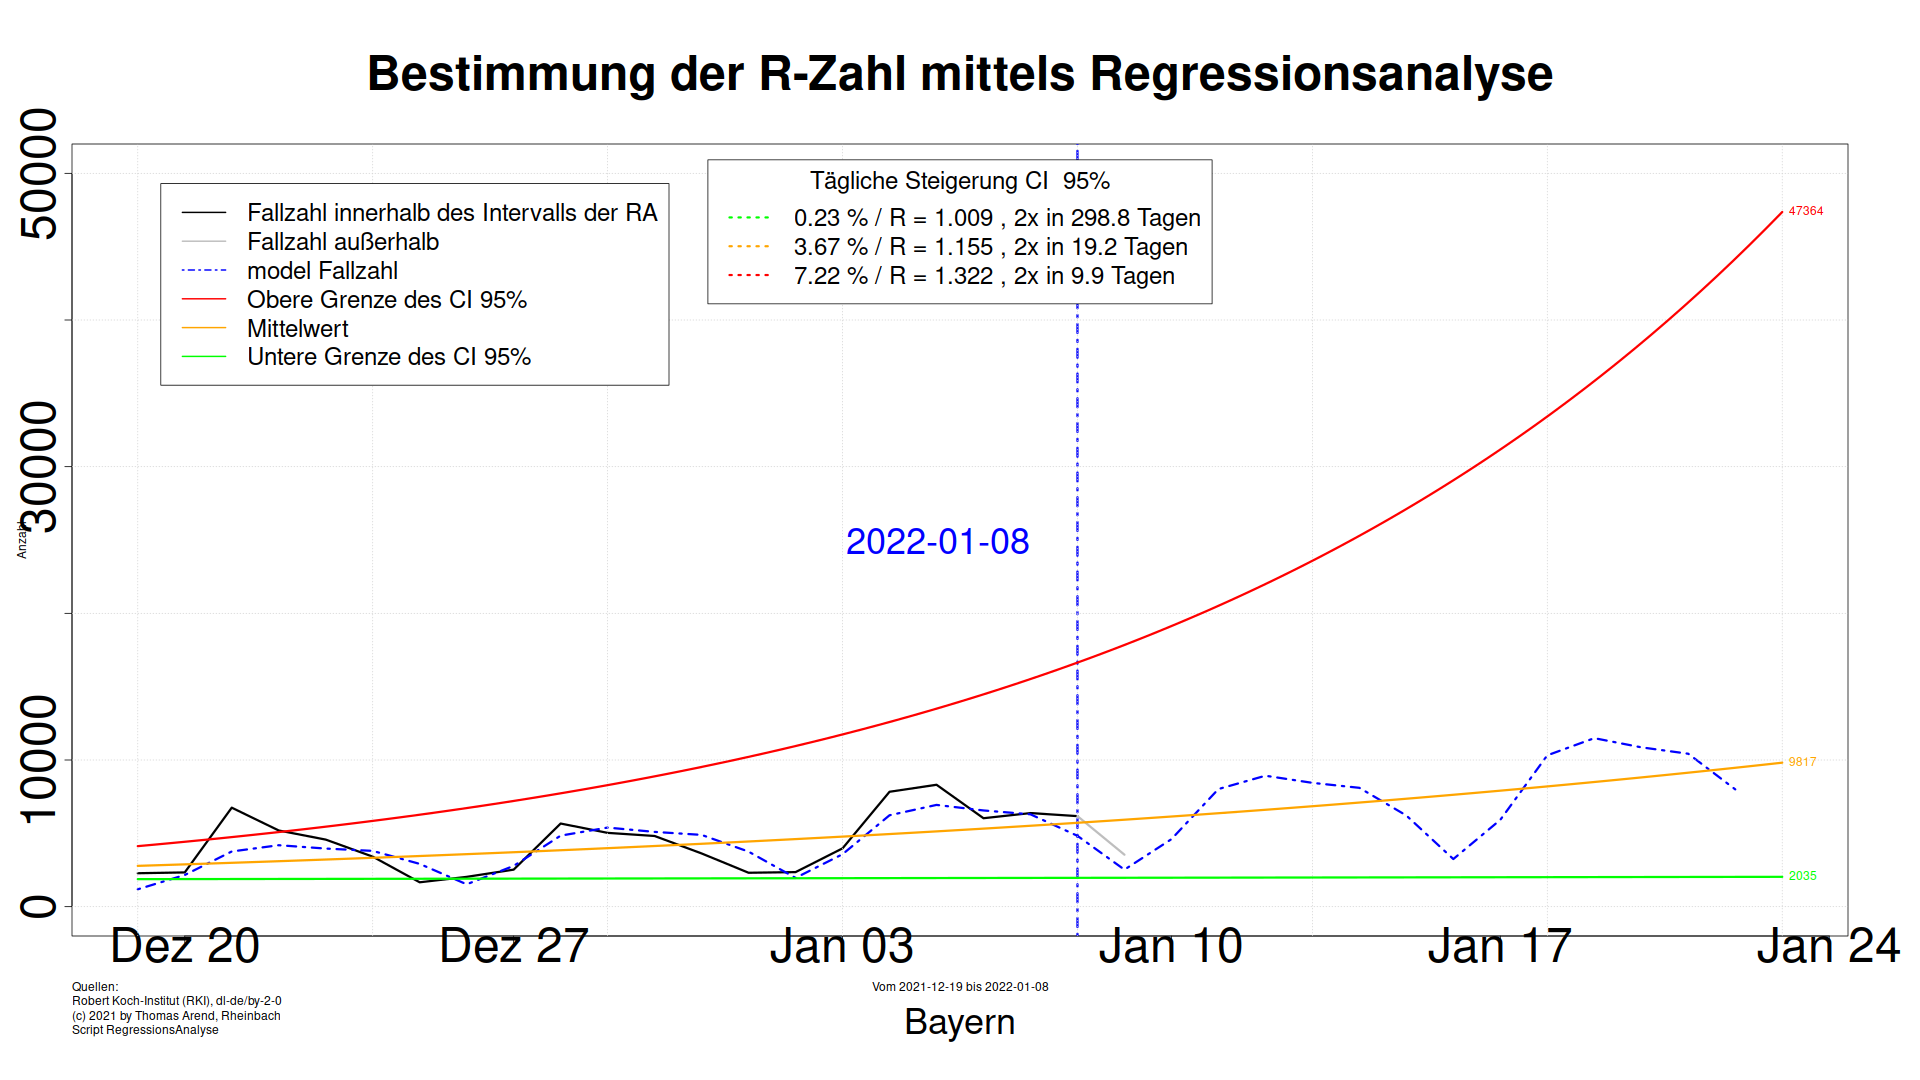 Bestimmung der R-Zahl mittels Regressionsanalyse
Tägliche Steigerung CI  95%
0.23 % / R = 1.009 , 2x in 298.8 Tagen
3.67 % / R = 1.155 , 2x in 19.2 Tagen
7.22 % / R = 1.322 , 2x in 9.9 Tagen
Fallzahl innerhalb des Intervalls der RA
Fallzahl außerhalb
model Fallzahl
Obere Grenze des CI 95%
Mittelwert
Untere Grenze des CI 95%
50000
30000
10000
0
Anzahl
2022-01-08
47364
9817
2035
Dez 20
Dez 27
Jan 03
Jan 10
Jan 17
Jan 24
Quellen:
Robert Koch-Institut (RKI), dl-de/by-2-0
(c) 2021 by Thomas Arend, Rheinbach
Script RegressionsAnalyse
Vom 2021-12-19 bis 2022-01-08
Bayern